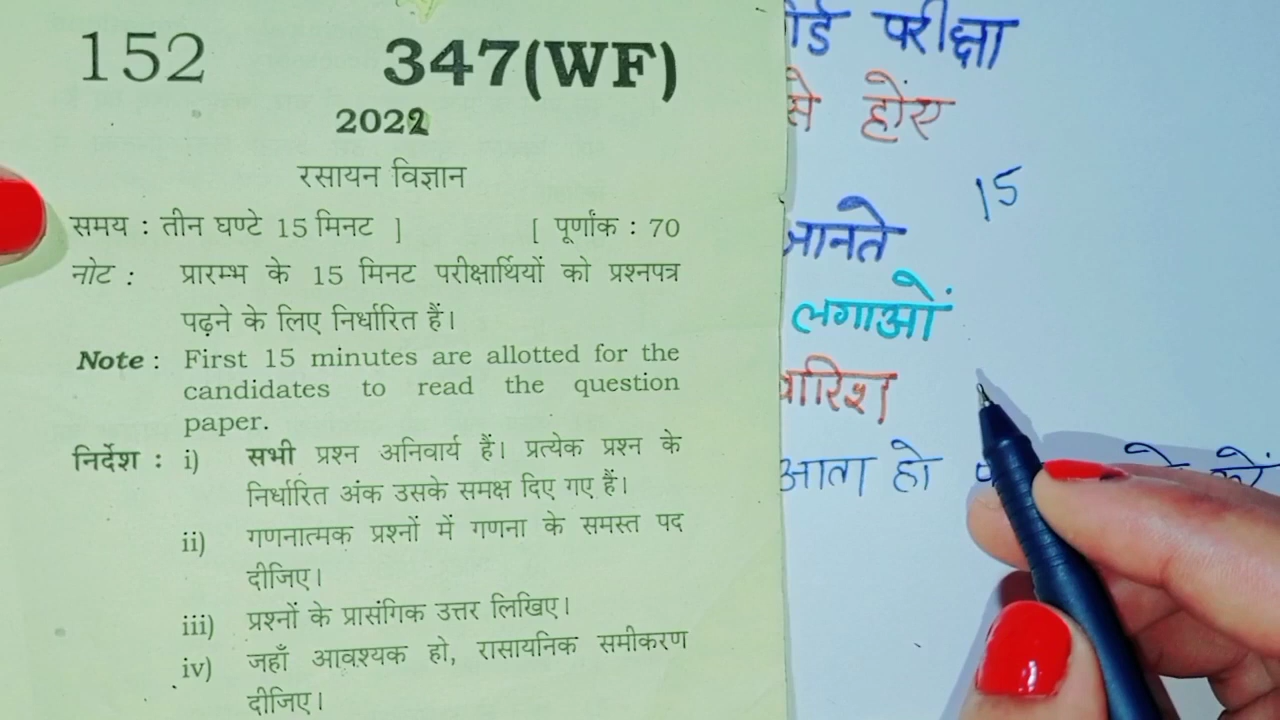 152 347(WF)
2022
रसायन विज्ञान
समय : तीन घण्टे 15 मिनट ] [ पूर्णांक : 70
नोट : प्रारम्भ के 15 मिनट परीक्षार्थियों को प्रश्नपत्र
पढ़ने के लिए निर्धारित हैं।
Note : First 15 minutes are allotted for the
candidates to read the question
paper.
निर्देश : i) सभी प्रश्न अनिवार्य हैं। प्रत्येक प्रश्न के
निर्धारित अंक उसके समक्ष दिए गए हैं।
ii) गणनात्मक प्रश्नों में गणना के समस्त पद
दीजिए।
iii) प्रश्नों के प्रासंगिक उत्तर लिखिए।
iv) जहाँ आवश्यक हो, रासायनिक समीकरण
दीजिए।
परीक्षा
से होंए
15
जानते
लगाओं
आता हो